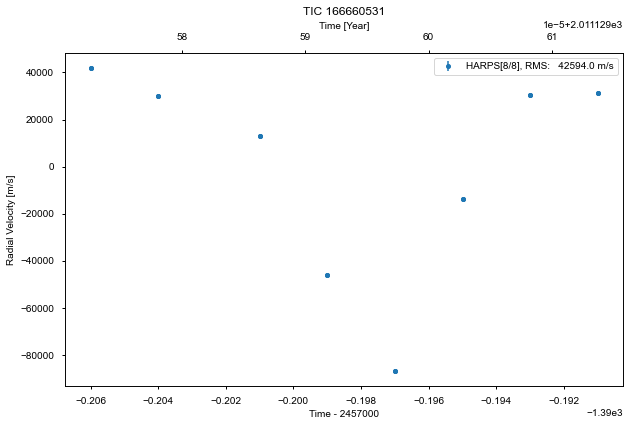 TIC 166660531
Time [Year]
1e−5+2.011129e3
58 59 60 61
HARPS[8/8], RMS: 42594.0 m/s
40000
20000
0
−20000
−40000
−60000
−80000
Radial Velocity [m/s]
−0.206 −0.204 −0.202 −0.200 −0.198 −0.196 −0.194 −0.192
Time - 2457000
−1.39e3